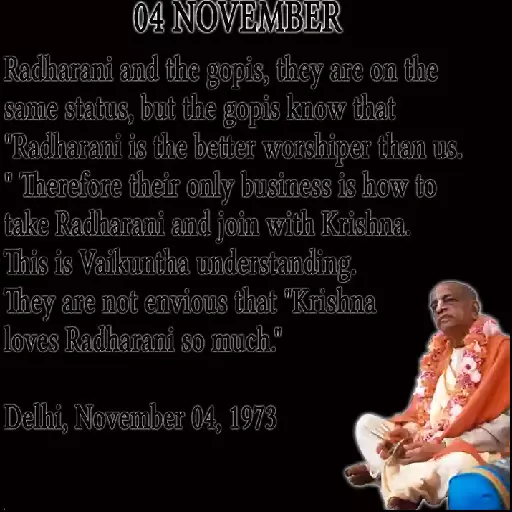 04 NOVEMBER
Radharani and the gopis, they are on the
same status, but the gopis know that
"Radharani is the better worshiper than us.
" Therefore their only business is how to
take Radharani and join with Krishna.
This is Vaikuntha understanding.
They are not envious that "Krishna
loves Radharani so much."
Delhi, November 04, 1973